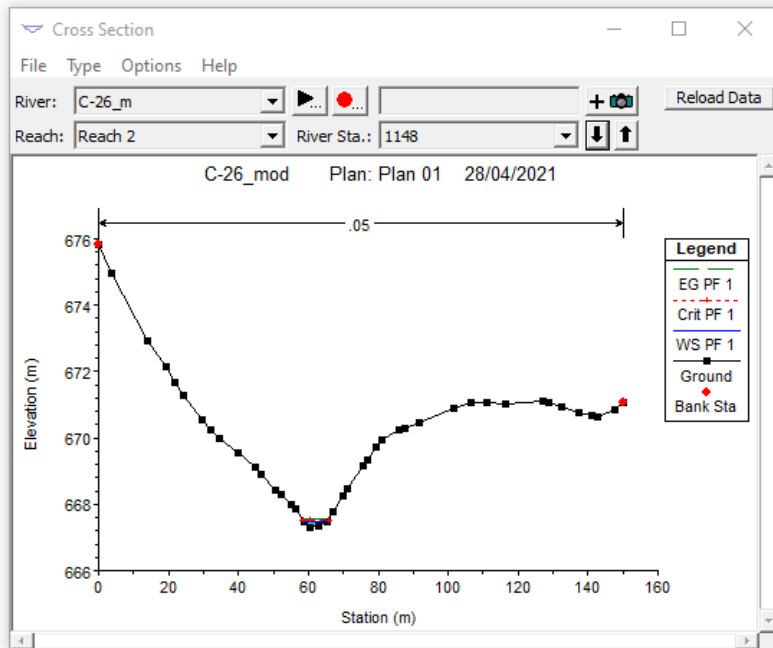 Cross Section
File Type Options Help
River: C-26_m Reload Data
Reach: Reach 2 River Sta.: 1148
C-26_mod Plan: Plan 01 28/04/2021
.05
676
674
672
670
668
666
0 20 40 60 80 100 120 140 160
Elevation (m)
Station (m)
Legend
EG PF 1
Crit PF 1
WS PF 1
Ground
Bank Sta